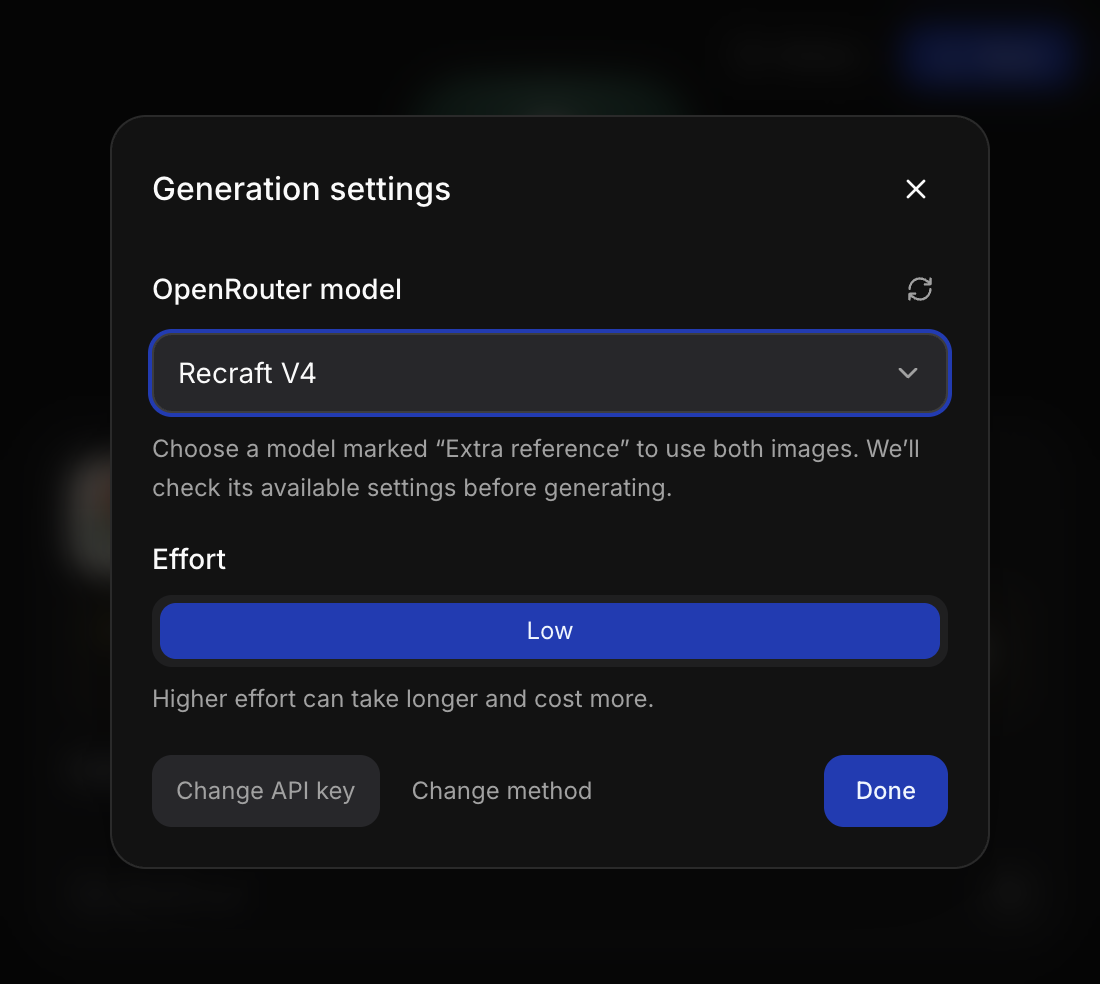 Generation settings
OpenRouter model
Recraft V4
Choose a model marked “Extra reference” to use both images. We’ll
check its available settings before generating.
Effort
Low
Higher effort can take longer and cost more.
Change API key
Change method
Done